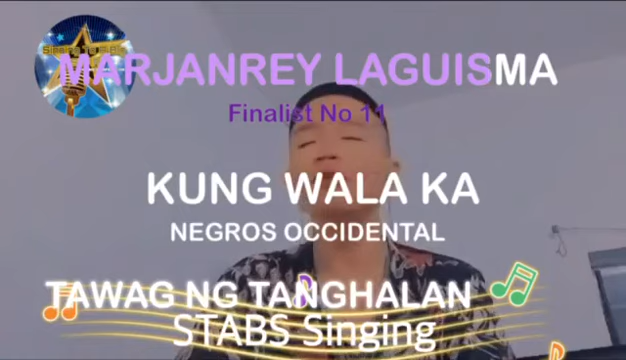 MARJANREY LAGUISMA
Finalist No 11
KUNG WALA KA
NEGROS OCCIDENTAL
TAWAG NG TANGHALAN
STABS Singing